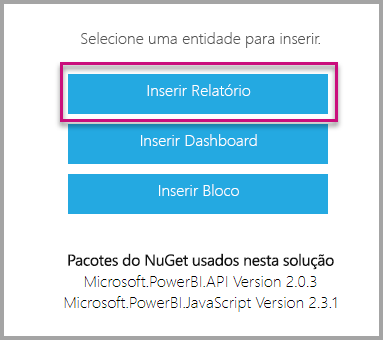 Selecione uma entidade para inserir.
Inserir Relatório
Inserir Dashboard
Inserir Bloco
Pacotes do NuGet usados nesta solução
Microsoft.PowerBI.API Version 2.0.3
Microsoft.PowerBI.JavaScript Version 2.3.1